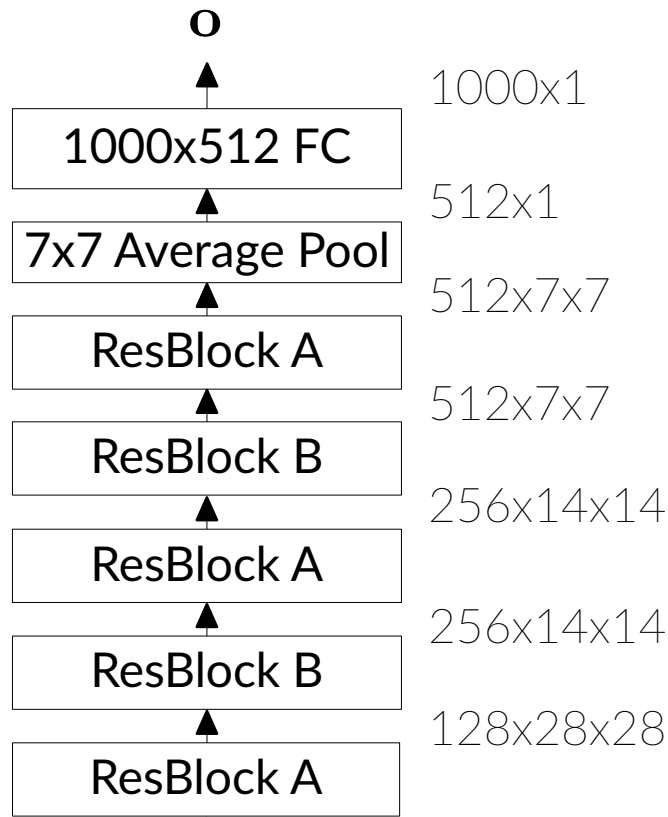 o
1000x1
1000x512 FC
512x1
7x7 Average Pool
512x7x7
ResBlock A
512x7x7
ResBlock B
256x14x14
ResBlock A
256x14x14
ResBlock B
128x28x28
ResBlock A